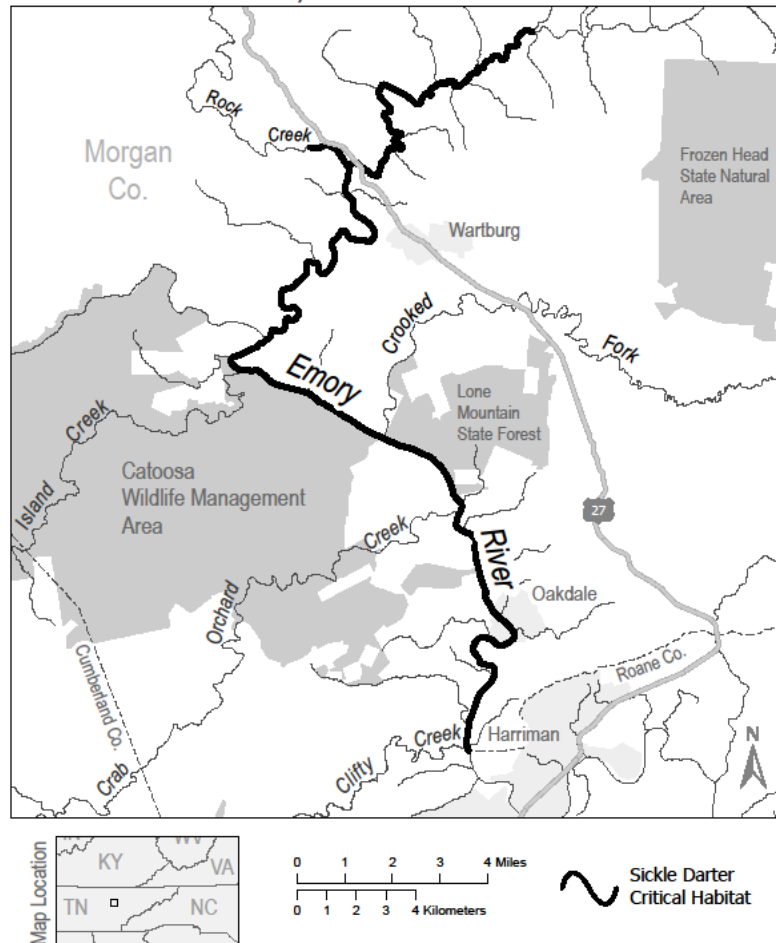 Rock
Creek
Morgan
Co.
Frozen Head
State Natural
Area
Wartburg
Crooked
Fork
Emory
Lone
Mountain
State Forest
Creek
Catoosa
Wildlife Management
Area
Island
27
Creek
River
Orchard
Oakdale
Cumberland Co.
Roane Co.
Crab
Clifty
Creek
Harriman
N
Map Location
KY
VA
TN
NC
0 1 2 3 4 Miles
0 1 2 3 4 Kilometers
Sickle Darter
Critical Habitat